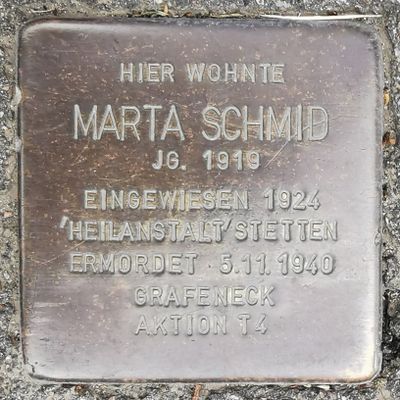 HIER WOHNTE
MARTA SCHMID
JG. 1919
EINGEWIESEN 1924
'HEILANSTALT' STETTEN
ERMORDET 5.11.1940
GRAFENECK
AKTION T4